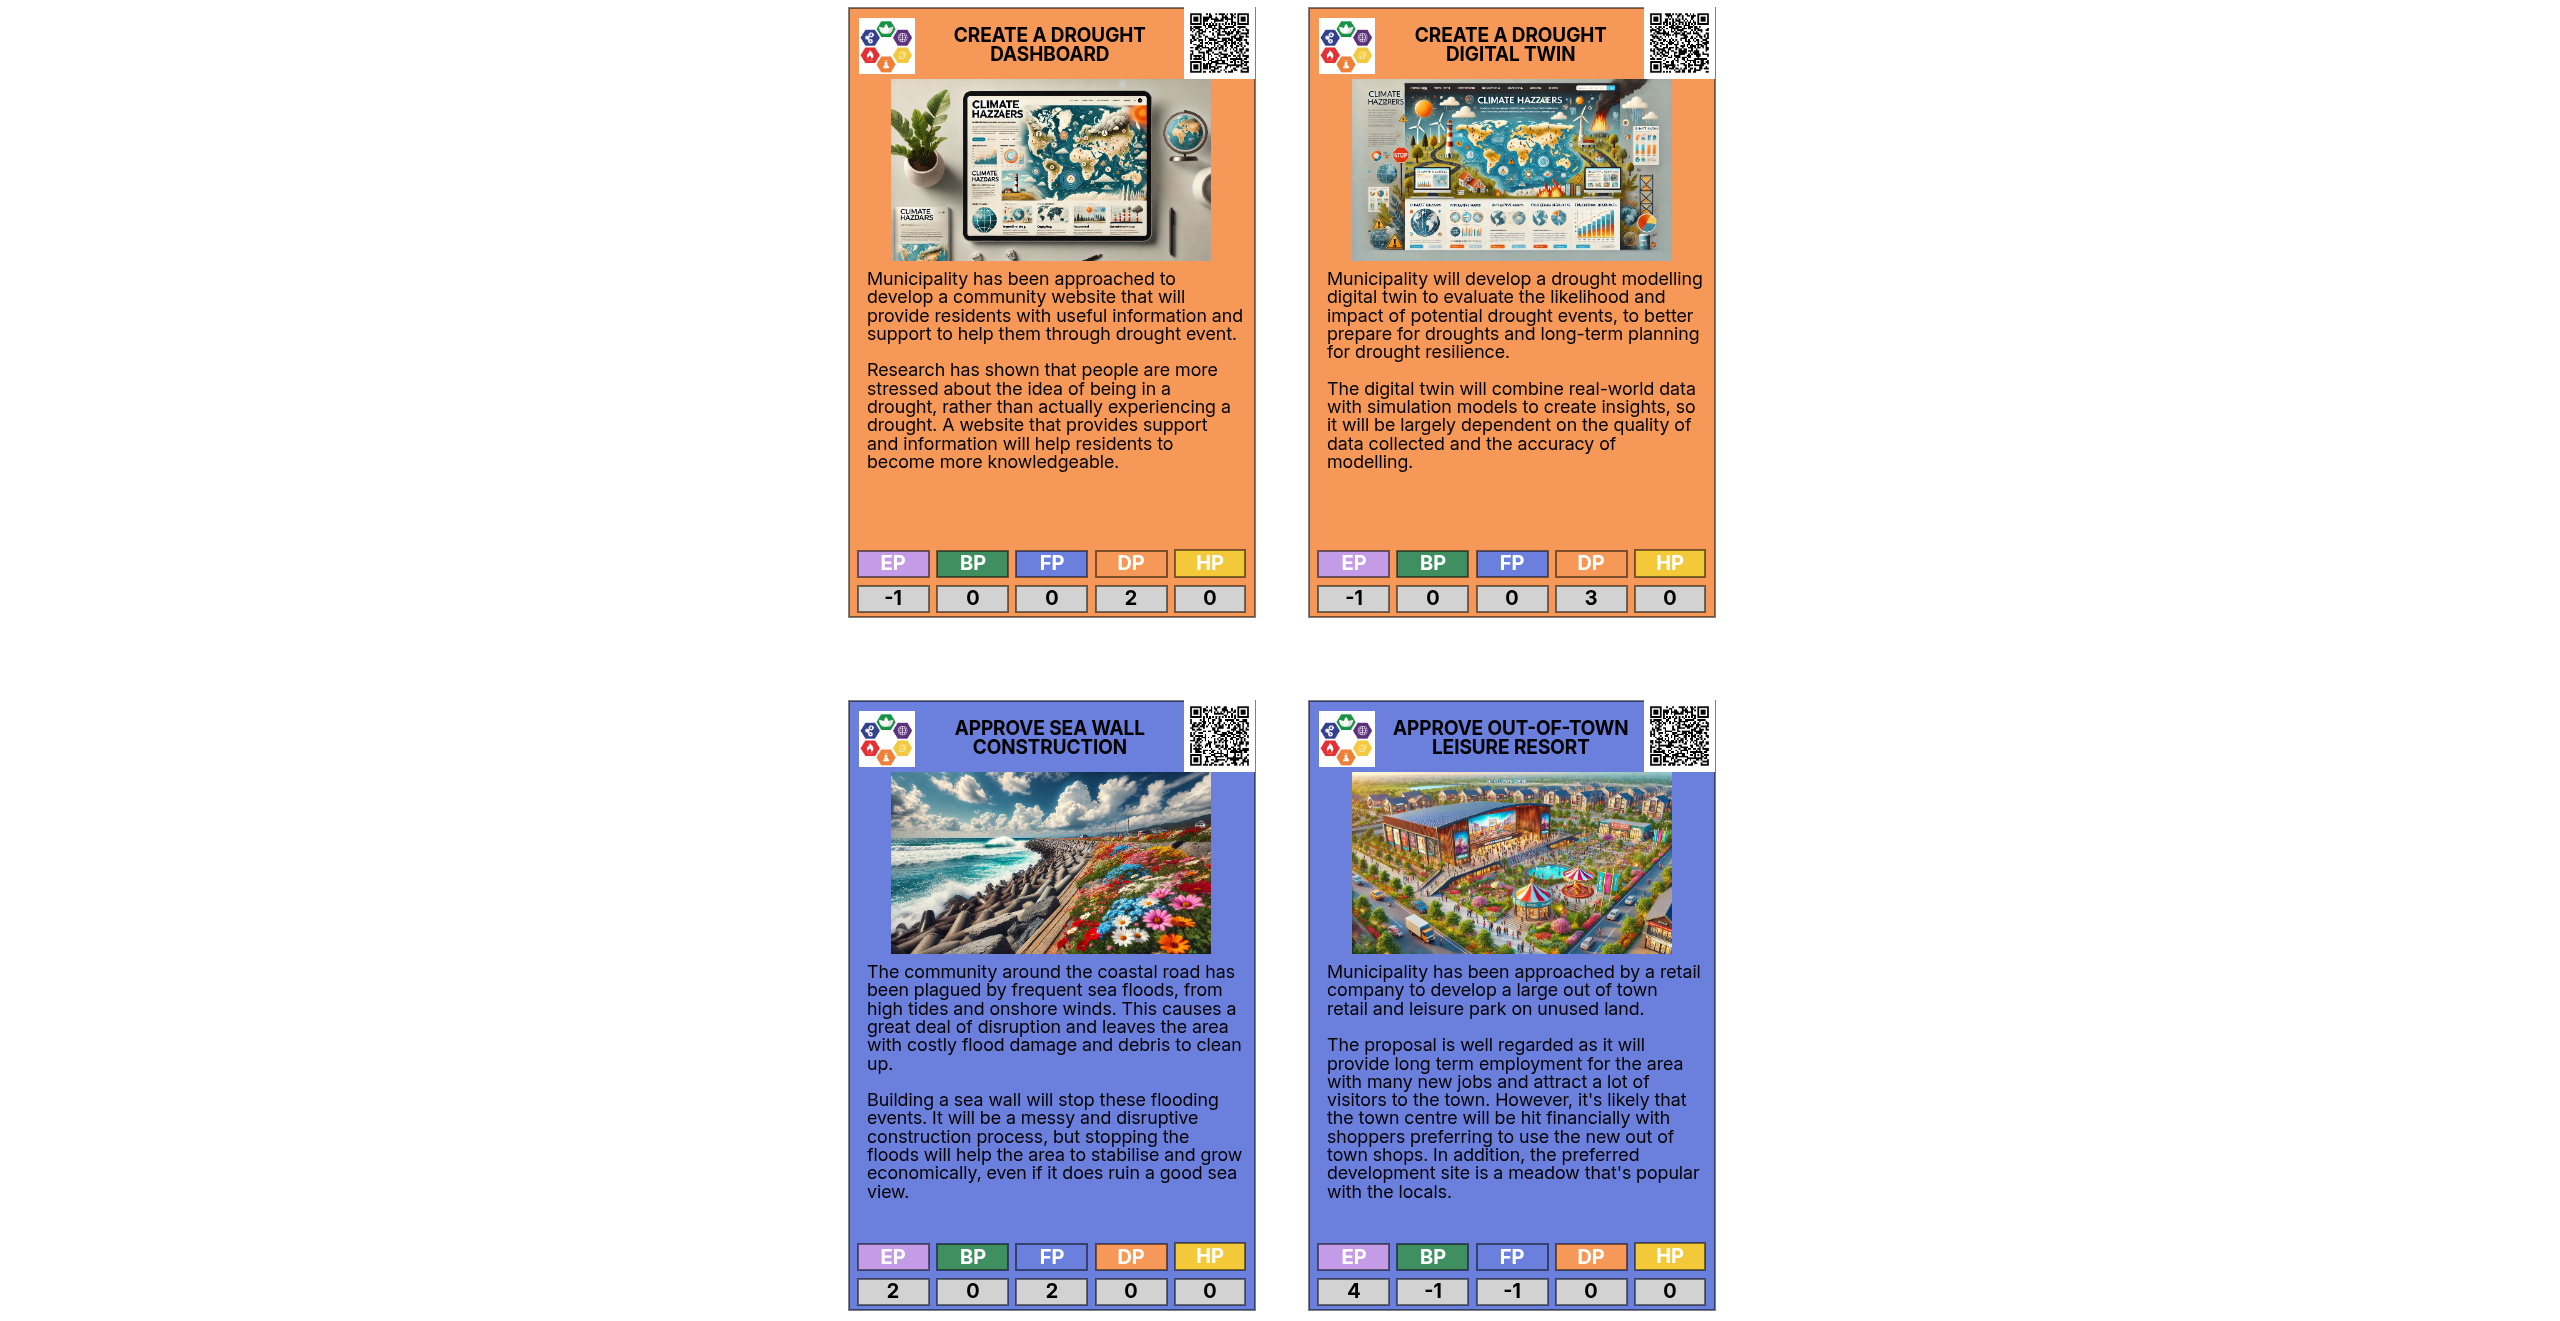 CREATE A DROUGHT
DASHBOARD
CLIMATE
HAZZAERS
CLIMATE
HAZDARS
CLIMATE
HAZDAIRS
Municipality has been approached to
develop a community website that will
provide residents with useful information and
support to help them through drought event.
Research has shown that people are more
stressed about the idea of being in a
drought, rather than actually experiencing a
drought. A website that provides support
and information will help residents to
become more knowledgeable.
EP BP FP DP HP
-1 0 0 2 0
CREATE A DROUGHT
DIGITAL TWIN
CLIMATE
CLIMATE HAZZAERS
STOP
Municipality will develop a drought modelling
digital twin to evaluate the likelihood and
impact of potential drought events, to better
prepare for droughts and long-term planning
for drought resilience.
The digital twin will combine real-world data
with simulation models to create insights, so
it will be largely dependent on the quality of
data collected and the accuracy of
modelling.
EP BP FP DP HP
-1 0 0 3 0
APPROVE SEA WALL
CONSTRUCTION
The community around the coastal road has
been plagued by frequent sea floods, from
high tides and onshore winds. This causes a
great deal of disruption and leaves the area
with costly flood damage and debris to clean
up.
Building a sea wall will stop these flooding
events. It will be a messy and disruptive
construction process, but stopping the
floods will help the area to stabilise and grow
economically, even if it does ruin a good sea
view.
EP BP FP DP HP
2 0 2 0 0
APPROVE OUT-OF-TOWN
LEISURE RESORT
Municipality has been approached by a retail
company to develop a large out of town
retail and leisure park on unused land.
The proposal is well regarded as it will
provide long term employment for the area
with many new jobs and attract a lot of
visitors to the town. However, it's likely that
the town centre will be hit financially with
shoppers preferring to use the new out of
town shops. In addition, the preferred
development site is a meadow that's popular
with the locals.
EP BP FP DP HP
4 -1 -1 0 0